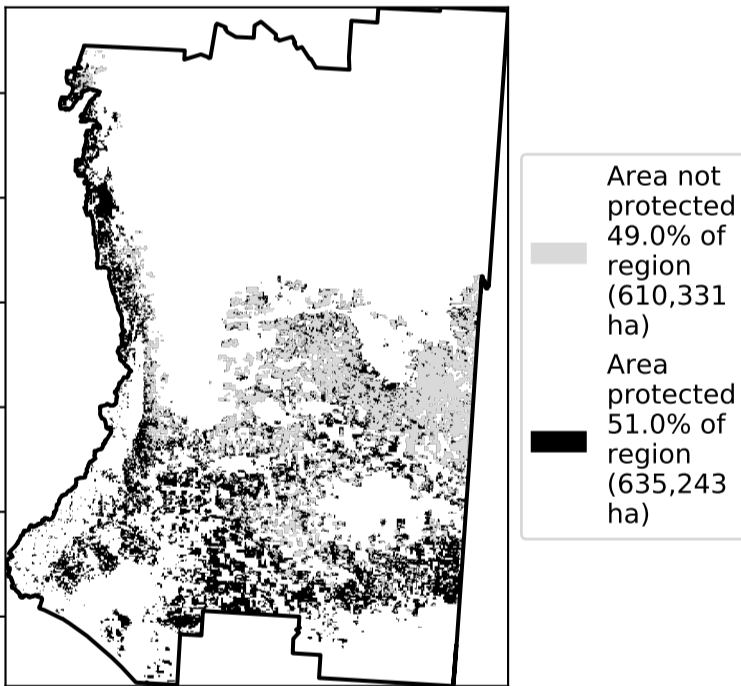 Area not
protected
49.0% of
region
(610,331
ha)
Area
protected
51.0% of
region
(635,243
ha)